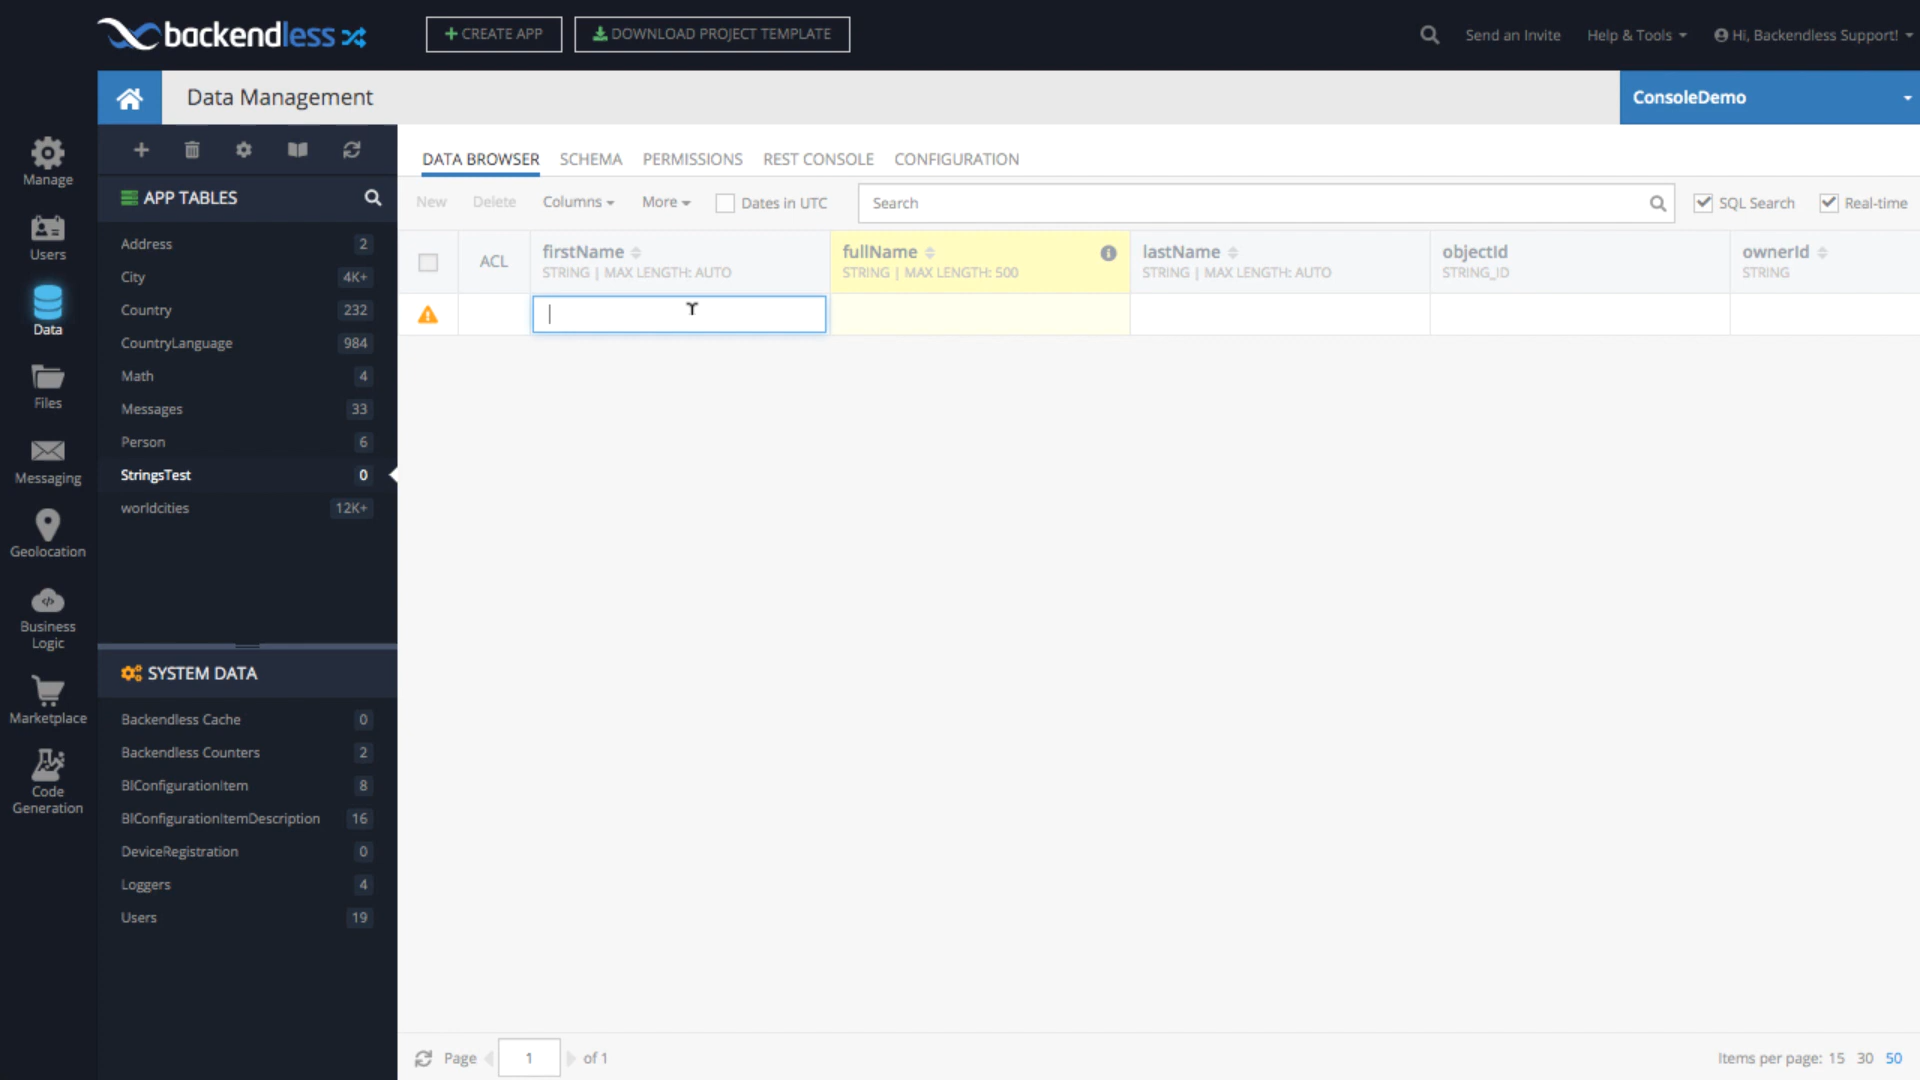 backendless
CREATE APP
DOWNLOAD PROJECT TEMPLATE
Send an Invite
Help & Tools
Hi, Backendless Support!
Data Management
ConsoleDemo
Manage
Users
Data
Files
Messaging
Geolocation
Business
Logic
Marketplace
Code
Generation
APP TABLES
Address 2
City 4K+
Country 232
CountryLanguage 984
Math 4
Messages 33
Person 6
StringsTest 0
worldcities 12K+
SYSTEM DATA
Backendless Cache 0
Backendless Counters 2
BlConfigurationItem 8
BlConfigurationItemDescription 16
DeviceRegistration 0
Loggers 4
Users 19
DATA BROWSER SCHEMA PERMISSIONS REST CONSOLE CONFIGURATION
New Delete Columns More Dates in UTC Search SQL Search Real-time
ACL
firstName
STRING | MAX LENGTH: AUTO
fullName
STRING | MAX LENGTH: 500
lastName
STRING | MAX LENGTH: AUTO
objectId
STRING_ID
ownerId
STRING
Page 1 of 1
Items per page: 15 30 50